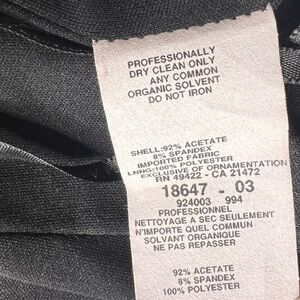 PROFESSIONALLY
DRY CLEAN ONLY
ANY COMMON
ORGANIC SOLVENT
DO NOT IRON
SHELL:92% ACETATE
8% SPANDEX
IMPORTED FABRIC
LNNG:100% POLYESTER
EXCLUSIVE OF ORNAMENTATION
RN 49422 - CA 21472
18647 - 03
924003 994
PROFESSIONNEL
NETTOYAGE A SEC SEULEMENT
N'IMPORTE QUEL COMMUN
SOLVANT ORGANIQUE
NE PAS REPASSER
92% ACETATE
8% SPANDEX
100% POLYESTER